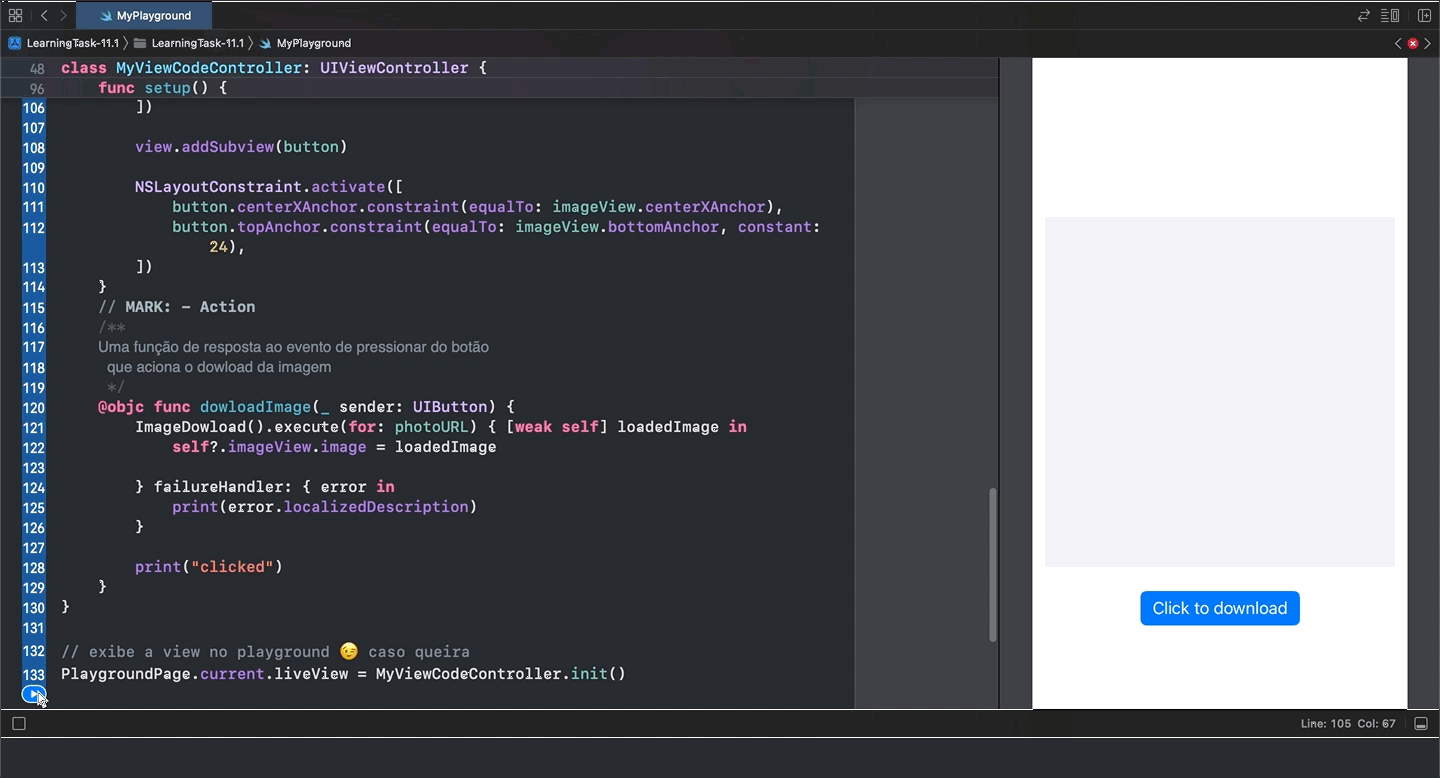 MyPlayground
LearningTask-11.1 〉 LearningTask-11.1 〉 MyPlayground
48 class MyViewCodeController: UIViewController {
96 func setup() {
106 ])
107
108 view.addSubview(button)
109
110 NSLayoutConstraint.activate([
111 button.centerXAnchor.constraint(equalTo: imageView.centerXAnchor),
112 button.topAnchor.constraint(equalTo: imageView.bottomAnchor, constant:
24),
113 ])
114 }
115 // MARK: - Action
116 /**
117 Uma função de resposta ao evento de pressionar do botão
118 que aciona o dowload da imagem
119 */
120 @objc func dowloadImage(_ sender: UIButton) {
121 ImageDowload().execute(for: photoURL) { [weak self] loadedImage in
122 self?.imageView.image = loadedImage
123
124 } failureHandler: { error in
125 print(error.localizedDescription)
126 }
127
128 print("clicked")
129 }
130 }
131
132 // exibe a view no playground 😉 caso queira
133 PlaygroundPage.current.liveView = MyViewCodeController.init()
Click to download
Line: 105 Col: 67